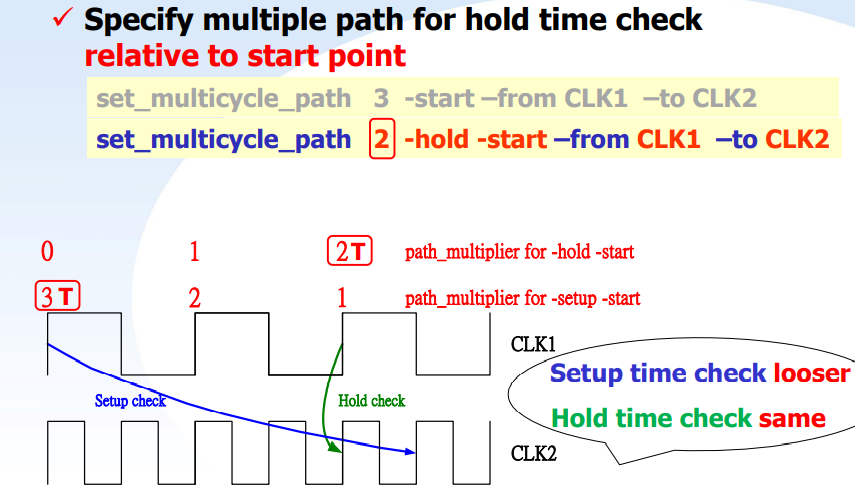 ✓ Specify multiple path for hold time check
relative to start point
set_multicycle_path 3 -start –from CLK1 –to CLK2
set_multicycle_path 2 -hold -start –from CLK1 –to CLK2
0 1 2T path_multiplier for -hold -start
3T 2 1 path_multiplier for -setup -start
CLK1
Setup time check looser
Setup check
Hold check
Hold time check same
CLK2